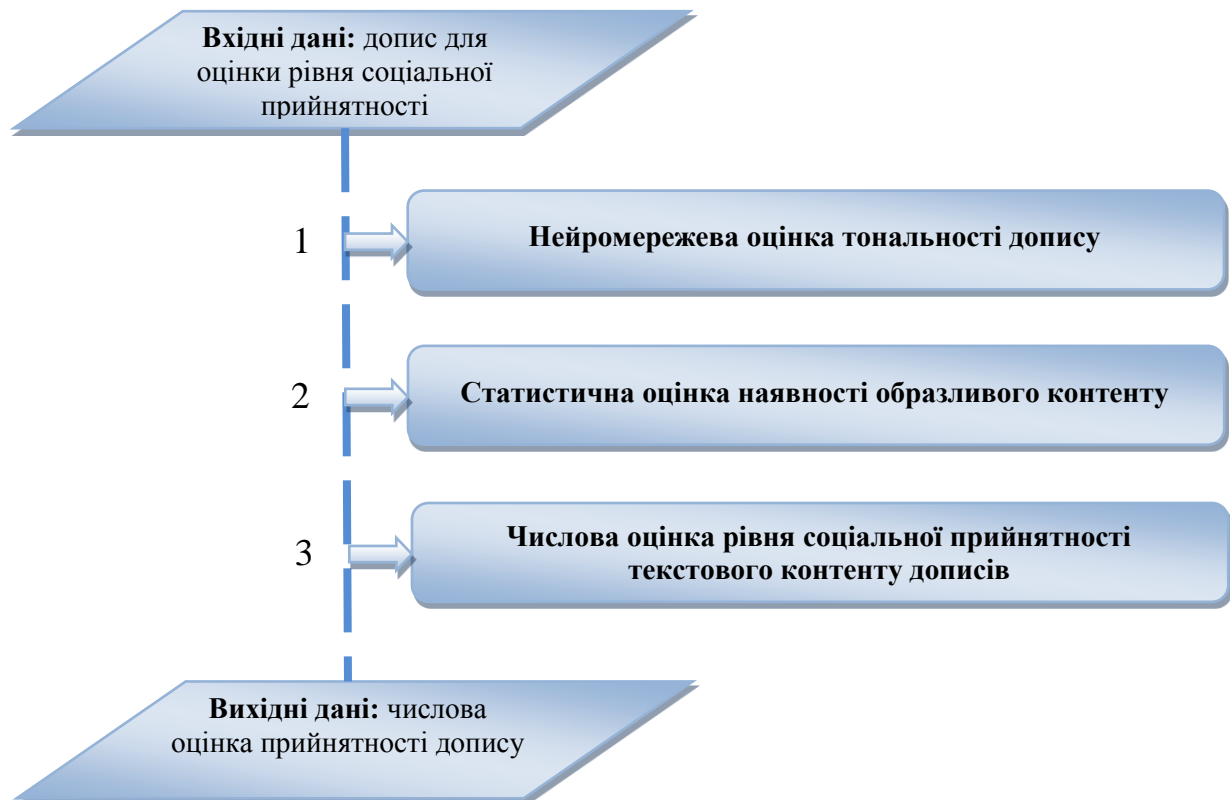 Вхідні дані: допис для
оцінки рівня соціальної
прийнятності
1
Нейромережева оцінка тональності допису
2
Статистична оцінка наявності образливого контенту
3
Числова оцінка рівня соціальної прийнятності
текстового контенту дописів
Вихідні дані: числова
оцінка прийнятності допису